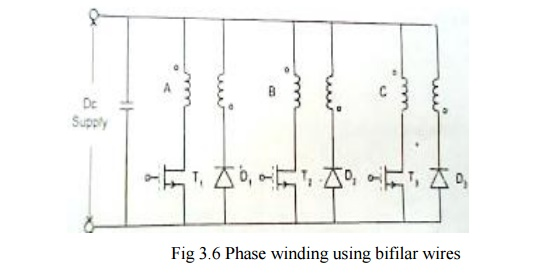 A
B
C
Dc
Supply
T1
D1
T2
D2
T3
D3
Fig 3.6 Phase winding using bifilar wires